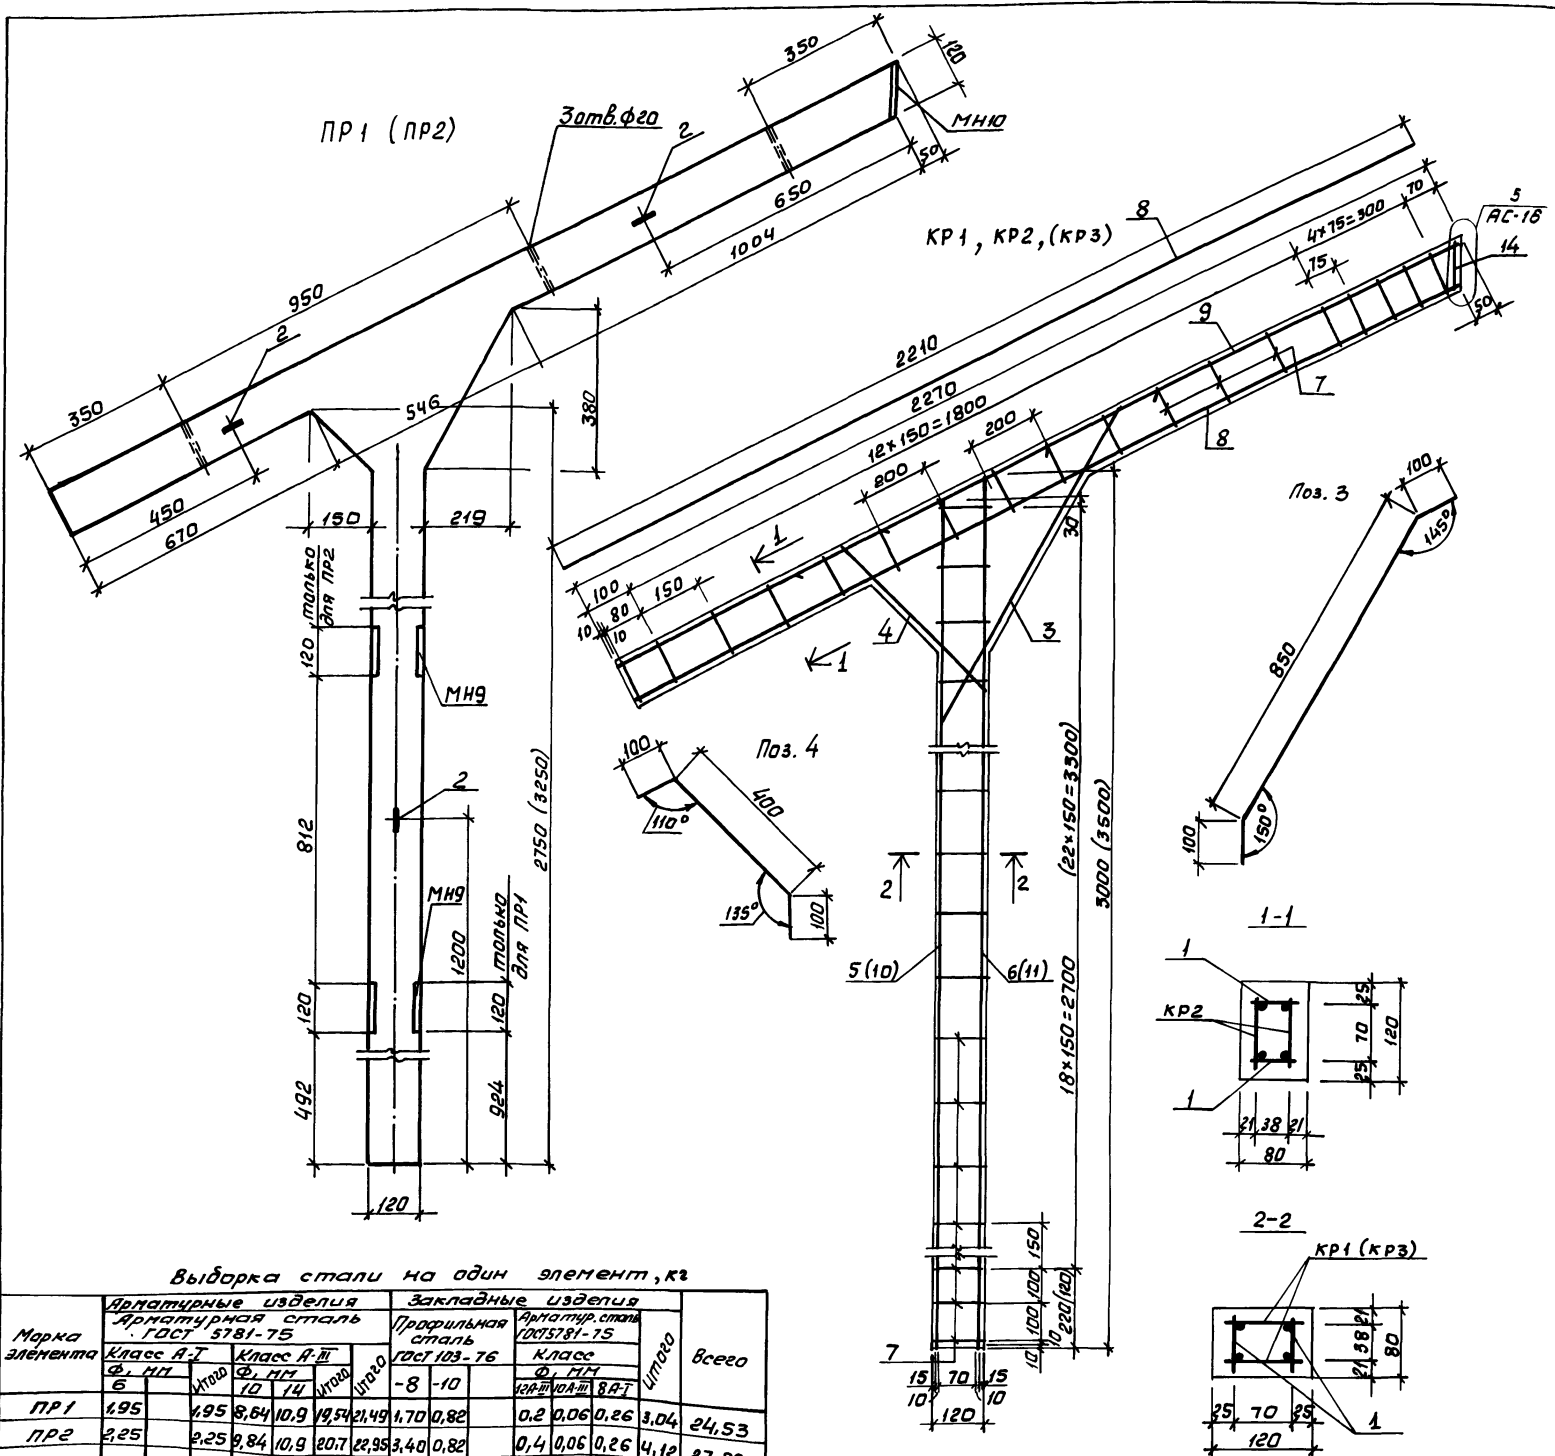 ПР1 (ПР2)
3отв.ф20
2
350
120
МН10
50
650
1004
950
2
350
546
380
450
670
150
219
только
для ПР2
120
МН9
812
2
2750 (3250)
МН9
1200
только
для ПР1
120
120
492
924
120
КР1, КР2, (КР3)
8
70
4х75=300
75
5
АС-16
14
50
9
2210
2270
12х150=1800
7
8
200
200
30
1
1
100
80
150
10
10
4
3
Поз. 3
100
145°
850
150°
100
Поз. 4
100
400
110°
135°
100
(22×150=3300)
3000 (3500)
18×150=2700
2
2
5(10)
6(11)
150
100
100
220(120)
10
10
7
15
70
15
10
10
120
1-1
1
КР2
1
25
70
25
120
21
38
21
80
2-2
КР1 (КР3)
21
38
21
80
25
70
25
120
1
Выборка стали на один элемент, кг
Марка элемента
Арматурные изделия
Закладные изделия
Всего
Арматурная сталь
ГОСТ 5781-75
Профильная сталь
ГОСТ 103-76
Арматур. сталь
ГОСТ 5781-75
Итого
Класс А-I
Класс А-III
Итого
Класс
Ф, мм
Итого
Ф, мм
Итого
-8
-10
Ф, мм
6
10
14
12А-III
10А-III
8А-I
ПР1 1,95 1,95 8,64 10,9 19,54 21,49 1,70 0,82 0,2 0,06 0,26 3,04 24,53
ПР2 2,25 2,25 9,84 10,9 20,7 22,95 3,40 0,82 0,4 0,06 0,26 4,12